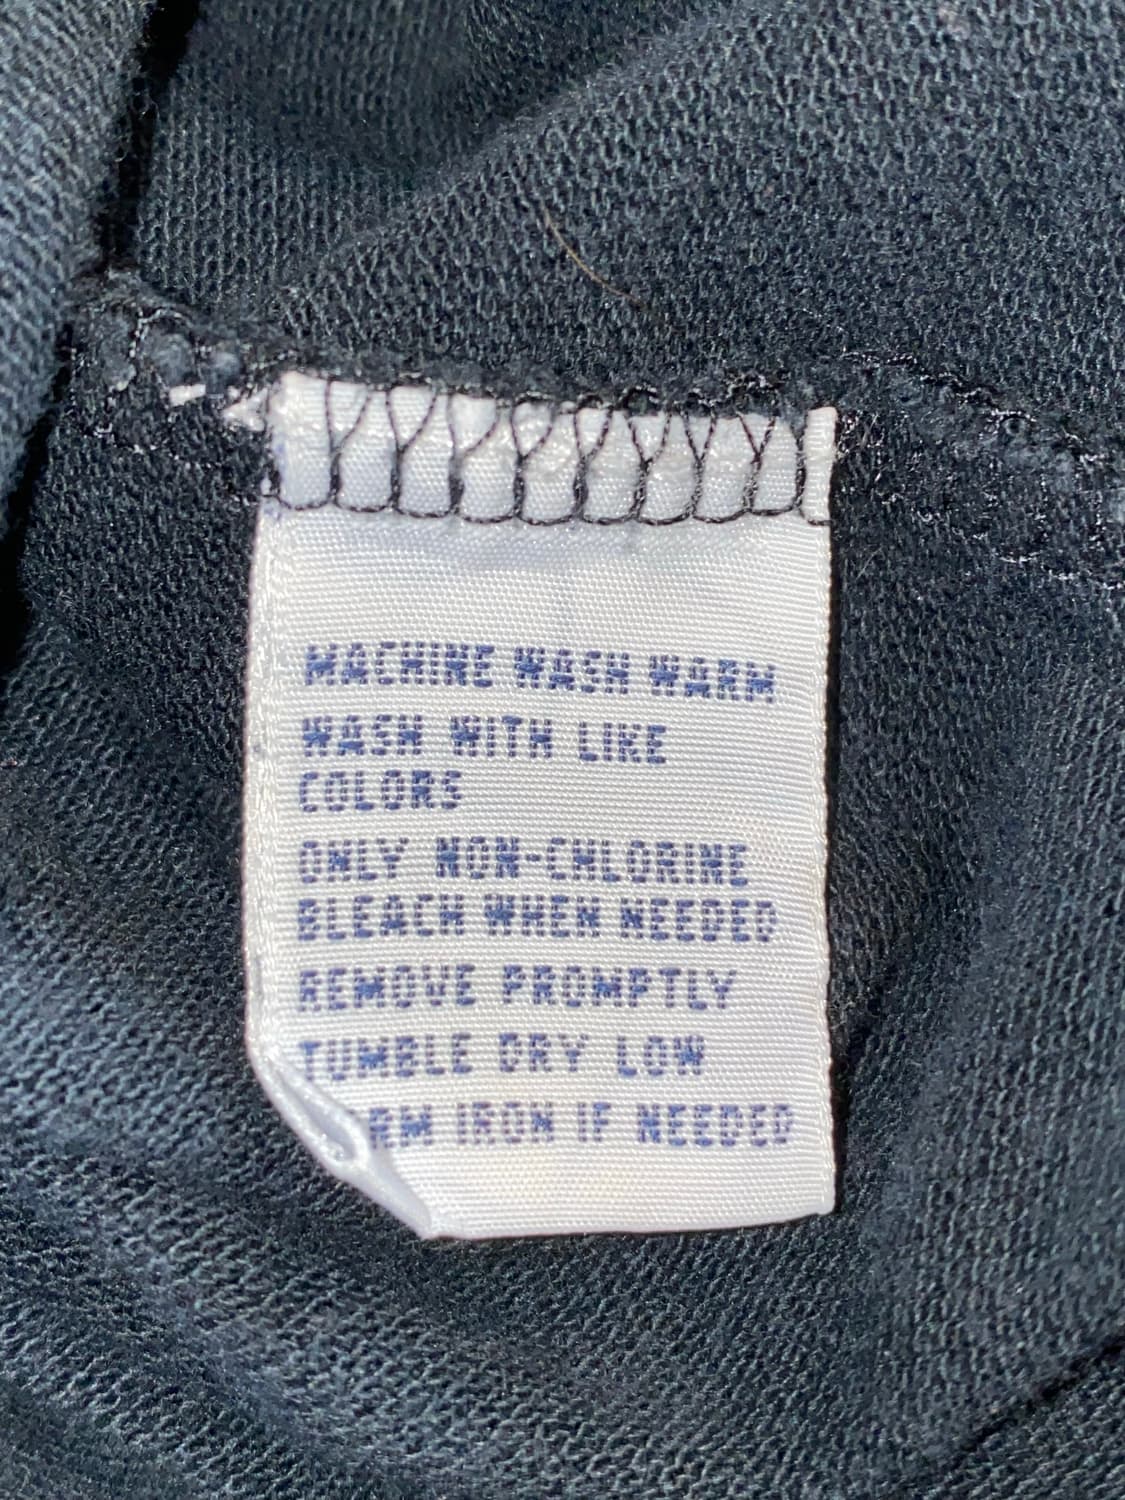 MACHINE WASH WARM
WASH WITH LIKE
COLORS
ONLY NON-CHLORINE
BLEACH WHEN NEEDED
REMOVE PROMPTLY
TUMBLE DRY LOW
RM IRON IF NEEDED